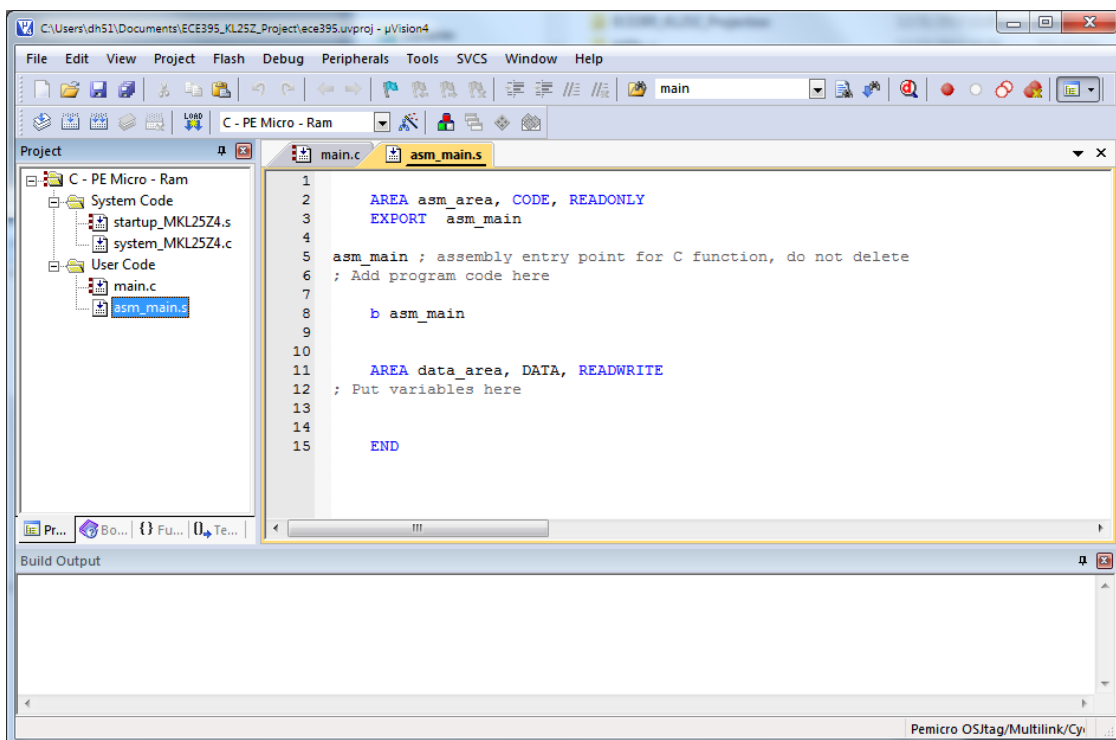 C:\Users\dh51\Documents\ECE395_KL25Z_Project\ece395.uvproj - µVision4
File Edit View Project Flash Debug Peripherals Tools SVCS Window Help
main
LOAD C - PE Micro - Ram
Project
main.c asm_main.s
C - PE Micro - Ram
System Code
startup_MKL25Z4.s
system_MKL25Z4.c
User Code
main.c
asm_main.s
1
2 AREA asm_area, CODE, READONLY
3 EXPORT asm_main
4
5 asm_main ; assembly entry point for C function, do not delete
6 ; Add program code here
7
8 b asm_main
9
10
11 AREA data_area, DATA, READWRITE
12 ; Put variables here
13
14
15 END
Pr... Bo... {} Fu... 0 Te...
Build Output
Pemicro OSJtag/Multilink/Cy